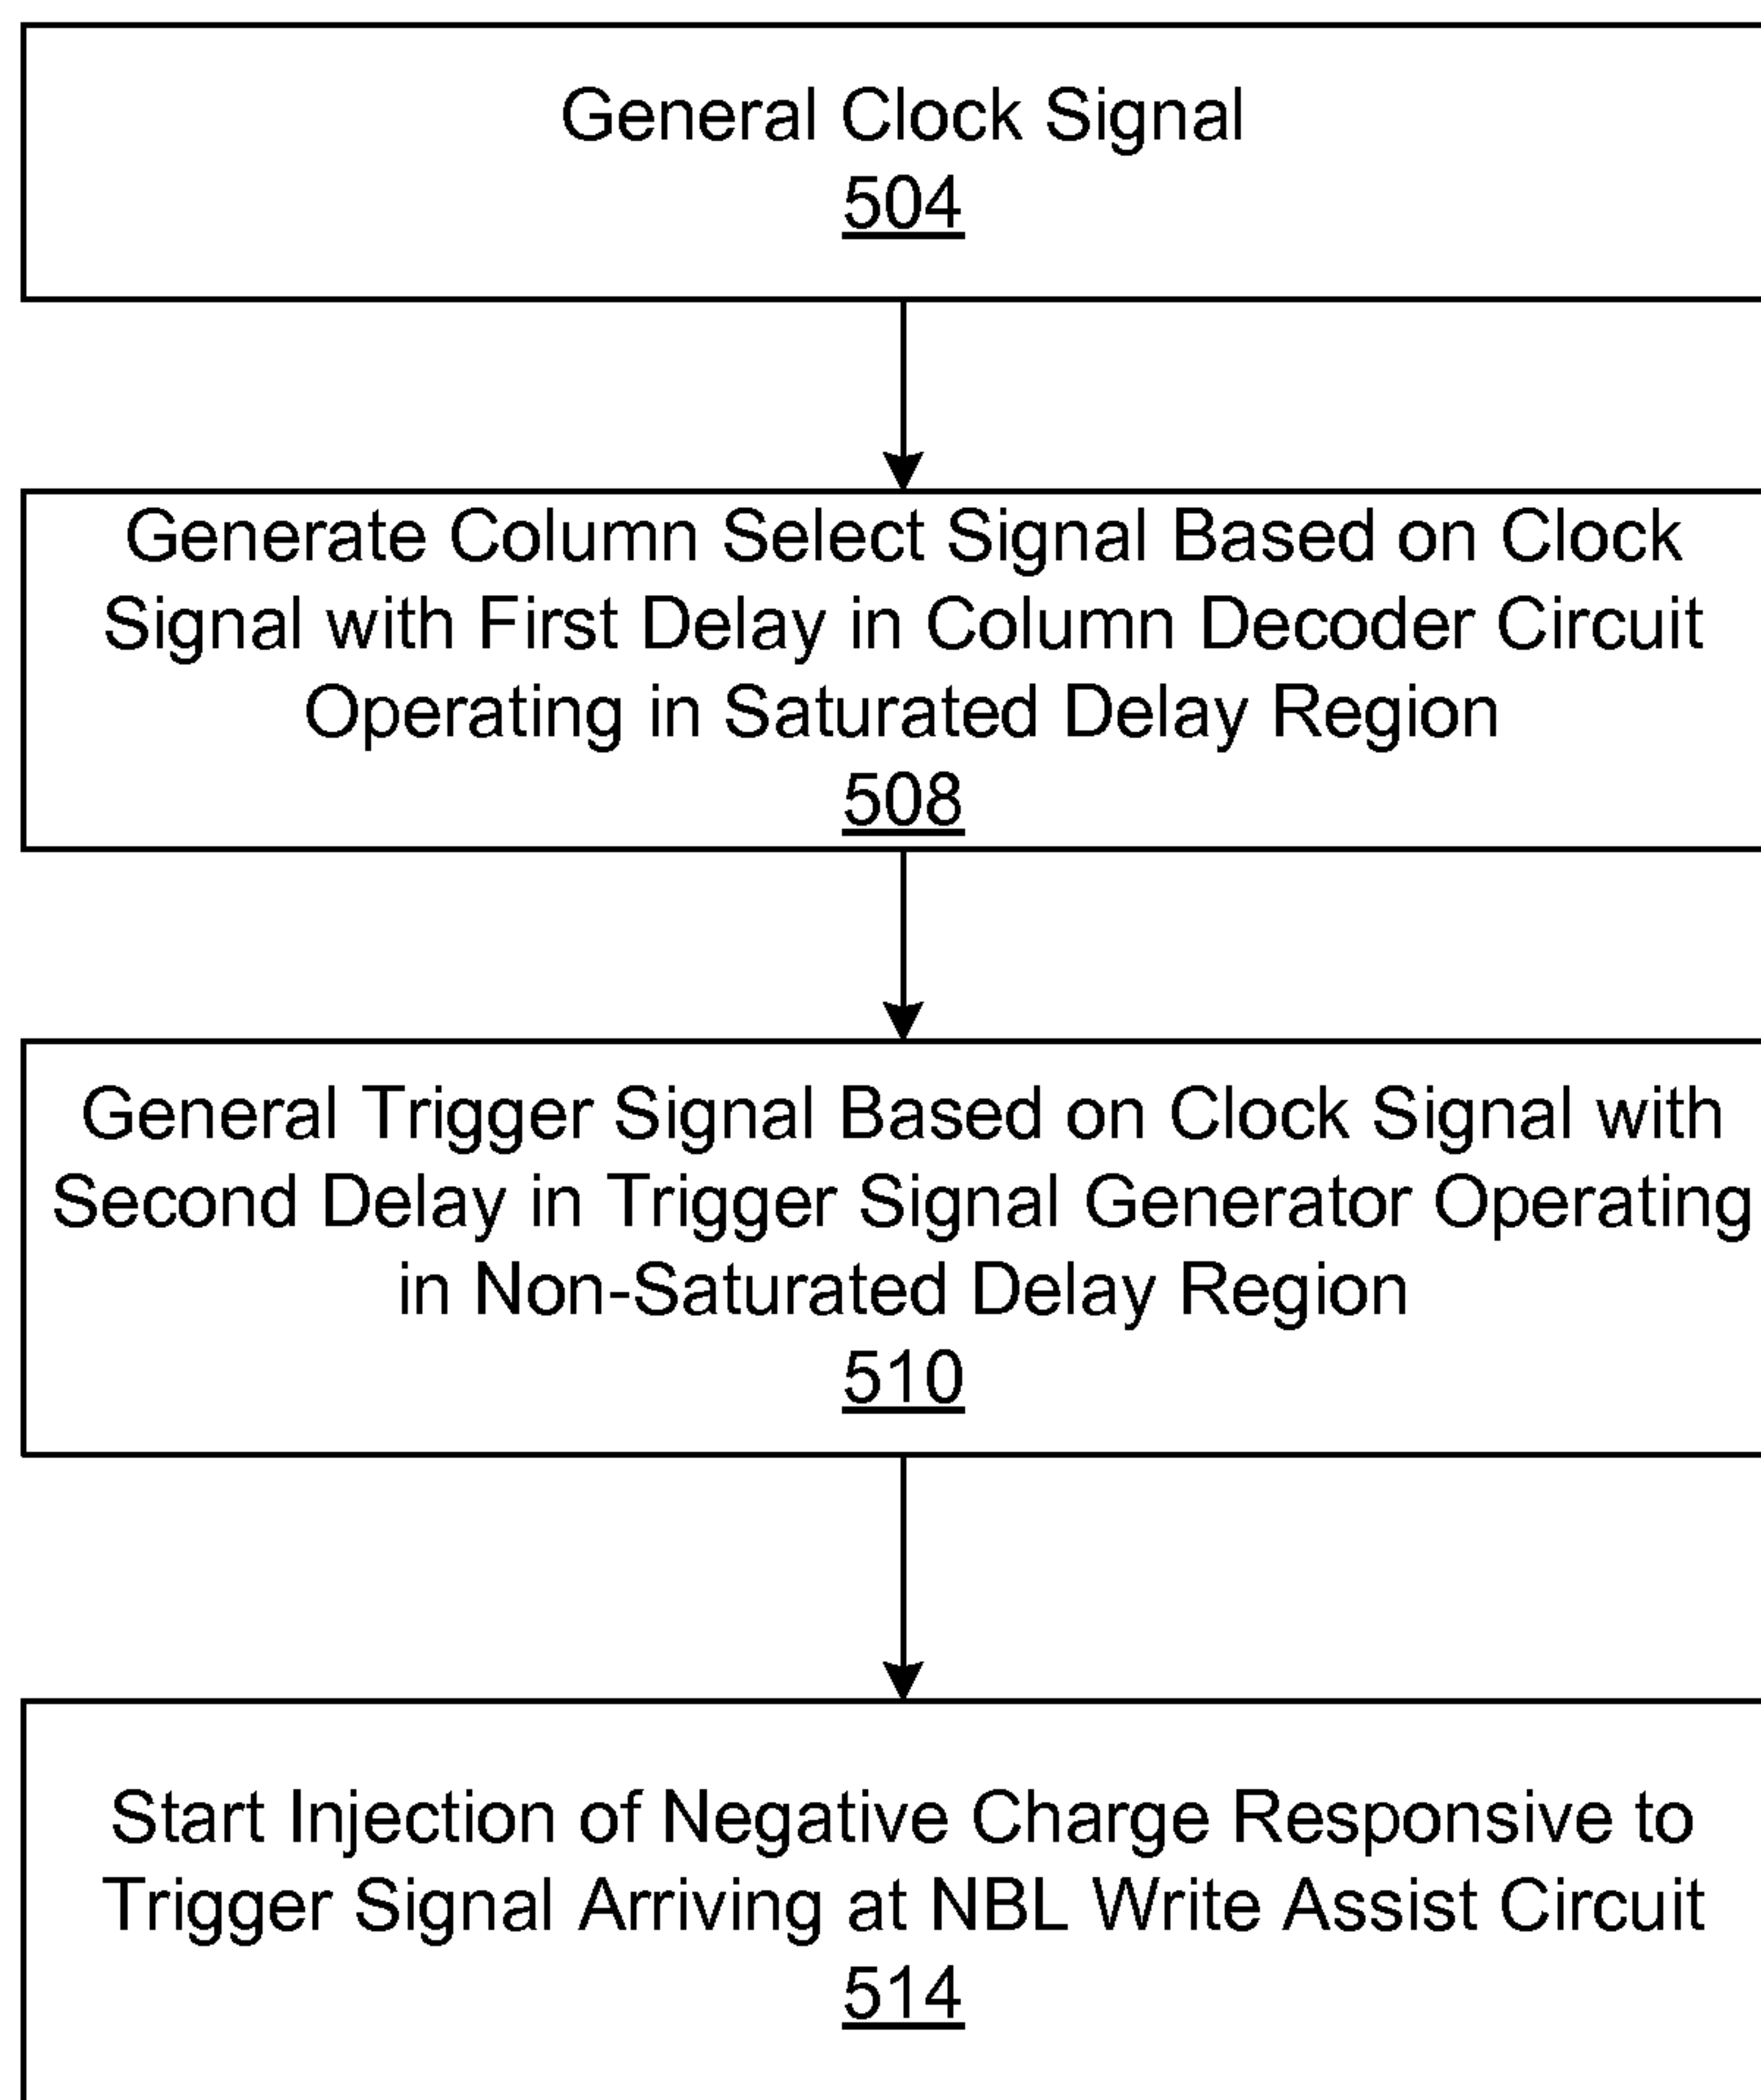 General Clock Signal
504
Generate Column Select Signal Based on Clock
Signal with First Delay in Column Decoder Circuit
Operating in Saturated Delay Region
508
General Trigger Signal Based on Clock Signal with
Second Delay in Trigger Signal Generator Operating
in Non-Saturated Delay Region
510
Start Injection of Negative Charge Responsive to
Trigger Signal Arriving at NBL Write Assist Circuit
514